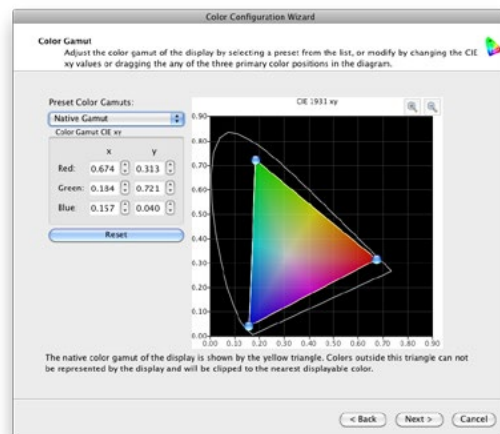 Color Configuration Wizard
Color Gamut
Adjust the color gamut of the display by selecting a preset from the list, or modify by changing the CIE
xy values or dragging the any of the three primary color positions in the diagram.
Preset Color Gamuts:
Native Gamut
Color Gamut CIE xy
x y
Red: 0.674 0.313
Green: 0.184 0.721
Blue 0.157 0.040
Reset
CIE 1931 xy
0.90
0.80
0.70
0.60
0.50
0.40
0.30
0.20
0.10
0.00
0.00 0.10 0.20 0.30 0.40 0.50 0.60 0.70 0.80 0.90
The native color gamut of the display is shown by the yellow triangle. Colors outside this triangle can not
be represented by the display and will be clipped to the nearest displayable color.
< Back Next > Cancel